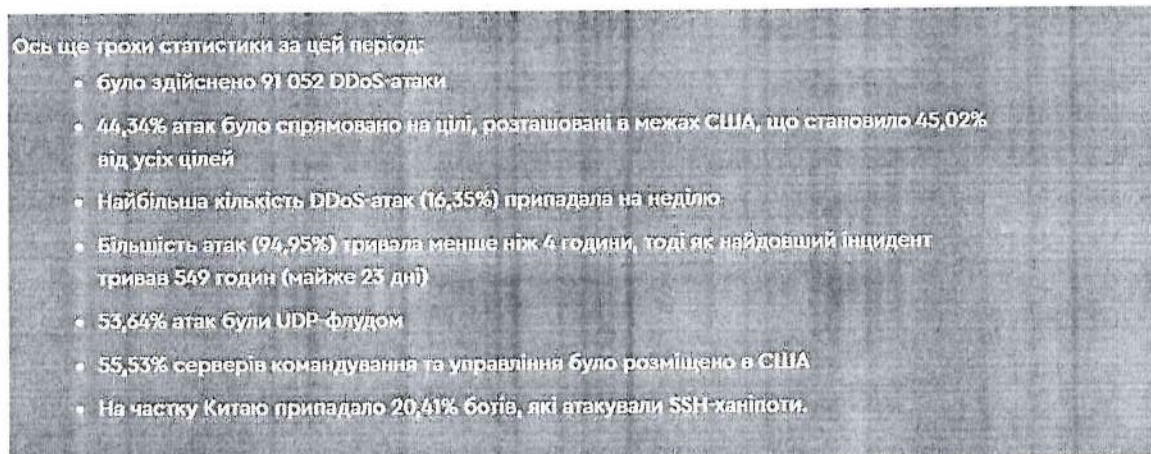 Ось ще трохи статистики за цей період:
• було здійснено 91 052 DDoS-атаки
• 44,34% атак було спрямовано на цілі, розташовані в межах США, що становило 45,02%
від усіх цілей
• Найбільша кількість DDoS-атак (16,35%) припадала на неділю
• Більшість атак (94,95%) тривала менше ніж 4 години, тоді як найдовший інцидент
тривав 549 годин (майже 23 дні)
• 53,64% атак були UDP-флудом
• 55,53% серверів командування та управління було розміщено в США
• На частку Китаю припадало 20,41% ботів, які атакували SSH-ханіпоти.